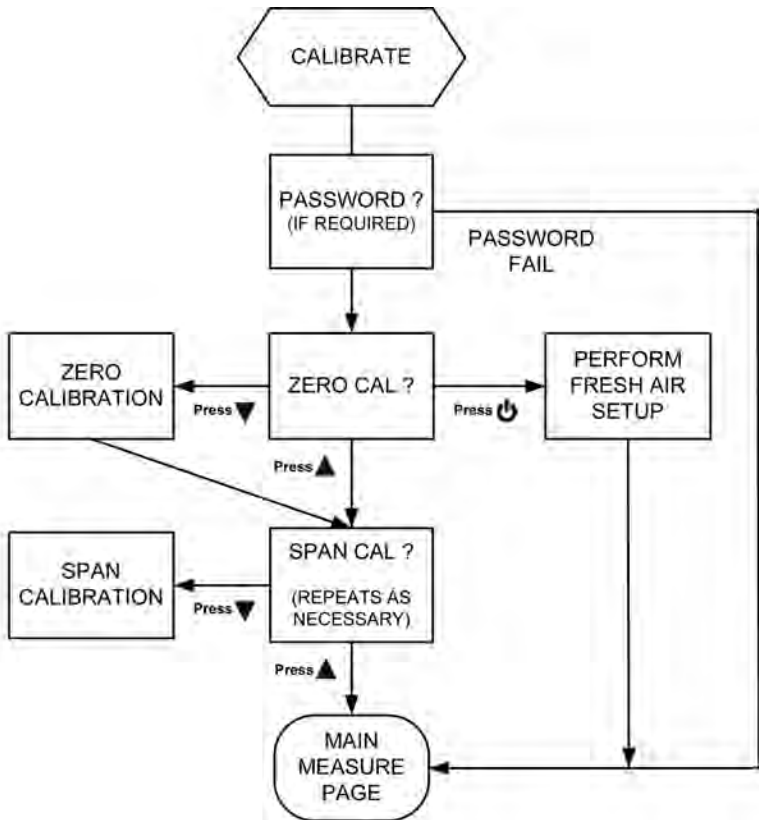 CALIBRATE
PASSWORD ?
(IF REQUIRED)
PASSWORD
FAIL
ZERO
CALIBRATION
Press
ZERO CAL ?
Press
PERFORM
FRESH AIR
SETUP
Press
SPAN
CALIBRATION
Press
SPAN CAL ?
(REPEATS AS
NECESSARY)
Press
MAIN
MEASURE
PAGE